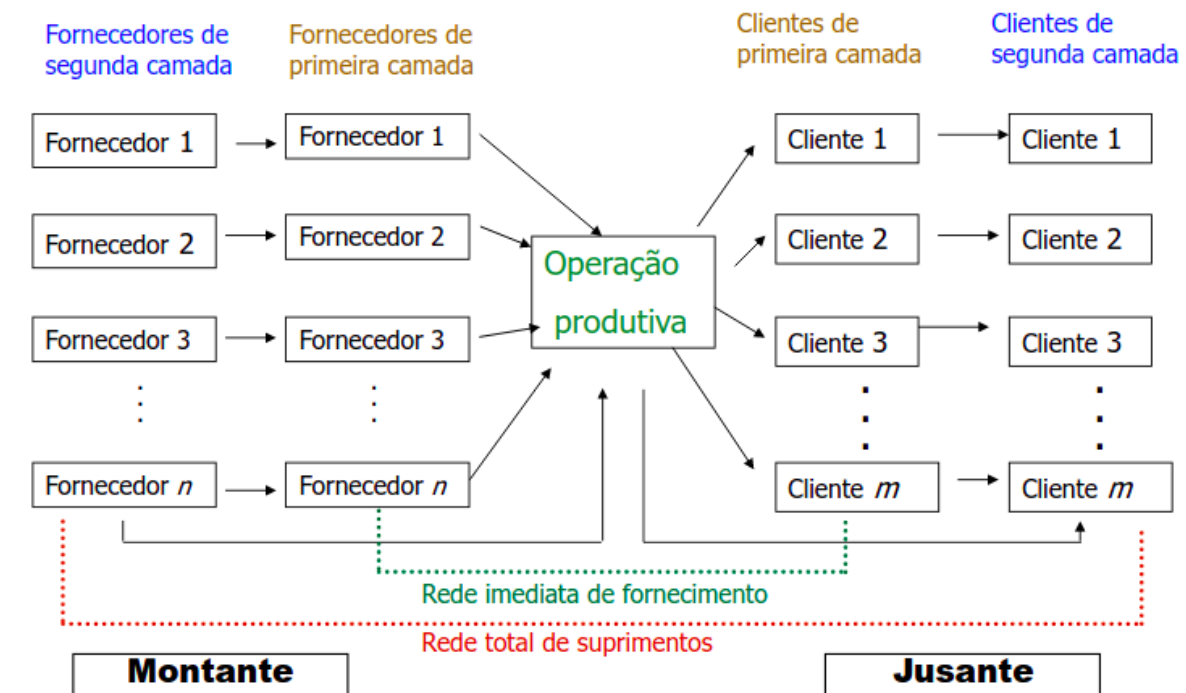 Fornecedores de
segunda camada
Fornecedores de
primeira camada
Clientes de
primeira camada
Clientes de
segunda camada
Fornecedor 1
Fornecedor 1
Cliente 1
Cliente 1
Fornecedor 2
Fornecedor 2
Cliente 2
Cliente 2
Operação
produtiva
Fornecedor 3
Fornecedor 3
Cliente 3
Cliente 3
Fornecedor n
Fornecedor n
Cliente m
Cliente m
Rede imediata de fornecimento
Rede total de suprimentos
Montante
Jusante